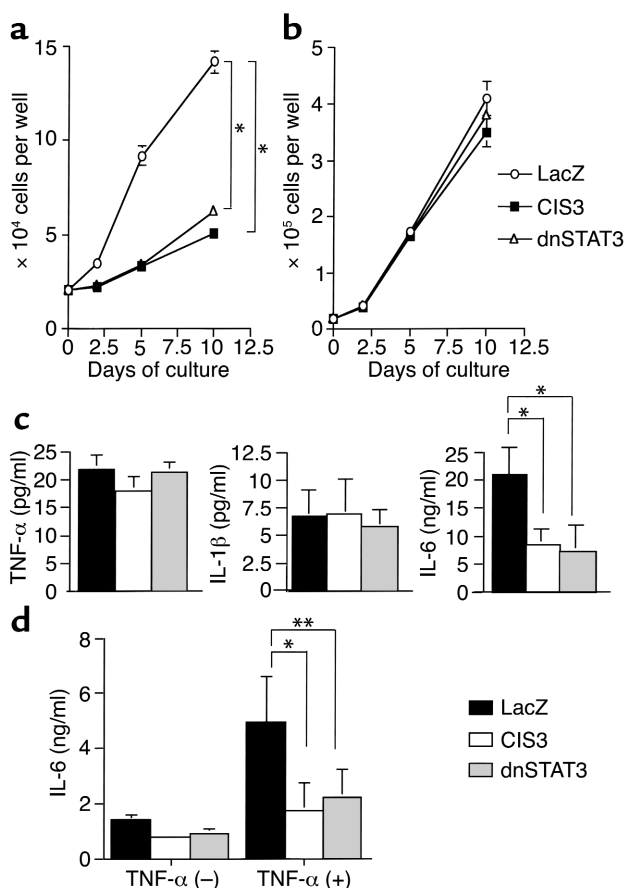 a
15
10
5
0
× 10⁴ cells per well
0 2.5 5 7.5 10 12.5
Days of culture
*
*
b
5
4
3
2
1
0
× 10⁵ cells per well
0 2.5 5 7.5 10 12.5
Days of culture
LacZ
CIS3
dnSTAT3
c
25
20
15
10
5
0
TNF-α (pg/ml)
12.5
10
7.5
5
2.5
0
IL-1β (pg/ml)
25
20
15
10
5
0
IL-6 (ng/ml)
*
*
d
8
6
4
2
0
IL-6 (ng/ml)
**
*
TNF-α (–) TNF-α (+)
LacZ
CIS3
dnSTAT3